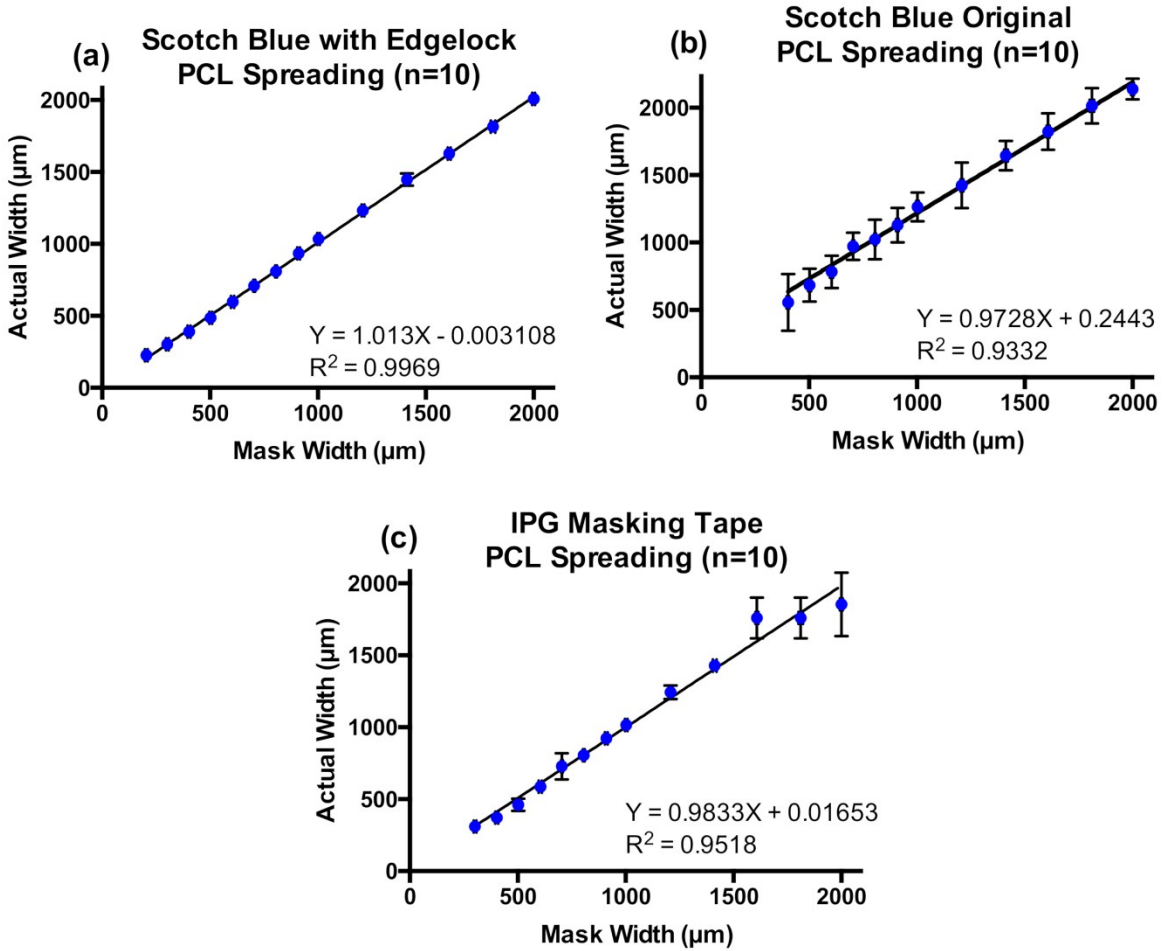 (a)
Scotch Blue with Edgelock
PCL Spreading (n=10)
Actual Width (µm)
2000
1500
1000
500
0
Y = 1.013X - 0.003108
R² = 0.9969
0 500 1000 1500 2000
Mask Width (µm)
(b)
Scotch Blue Original
PCL Spreading (n=10)
Actual Width (µm)
2000
1500
1000
500
0
Y = 0.9728X + 0.2443
R² = 0.9332
0 500 1000 1500 2000
Mask Width (µm)
(c)
IPG Masking Tape
PCL Spreading (n=10)
Actual Width (µm)
2000
1500
1000
500
0
Y = 0.9833X + 0.01653
R² = 0.9518
0 500 1000 1500 2000
Mask Width (µm)